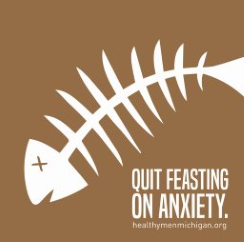 QUIT FEASTING
ON ANXIETY.
healthymenmichigan.org